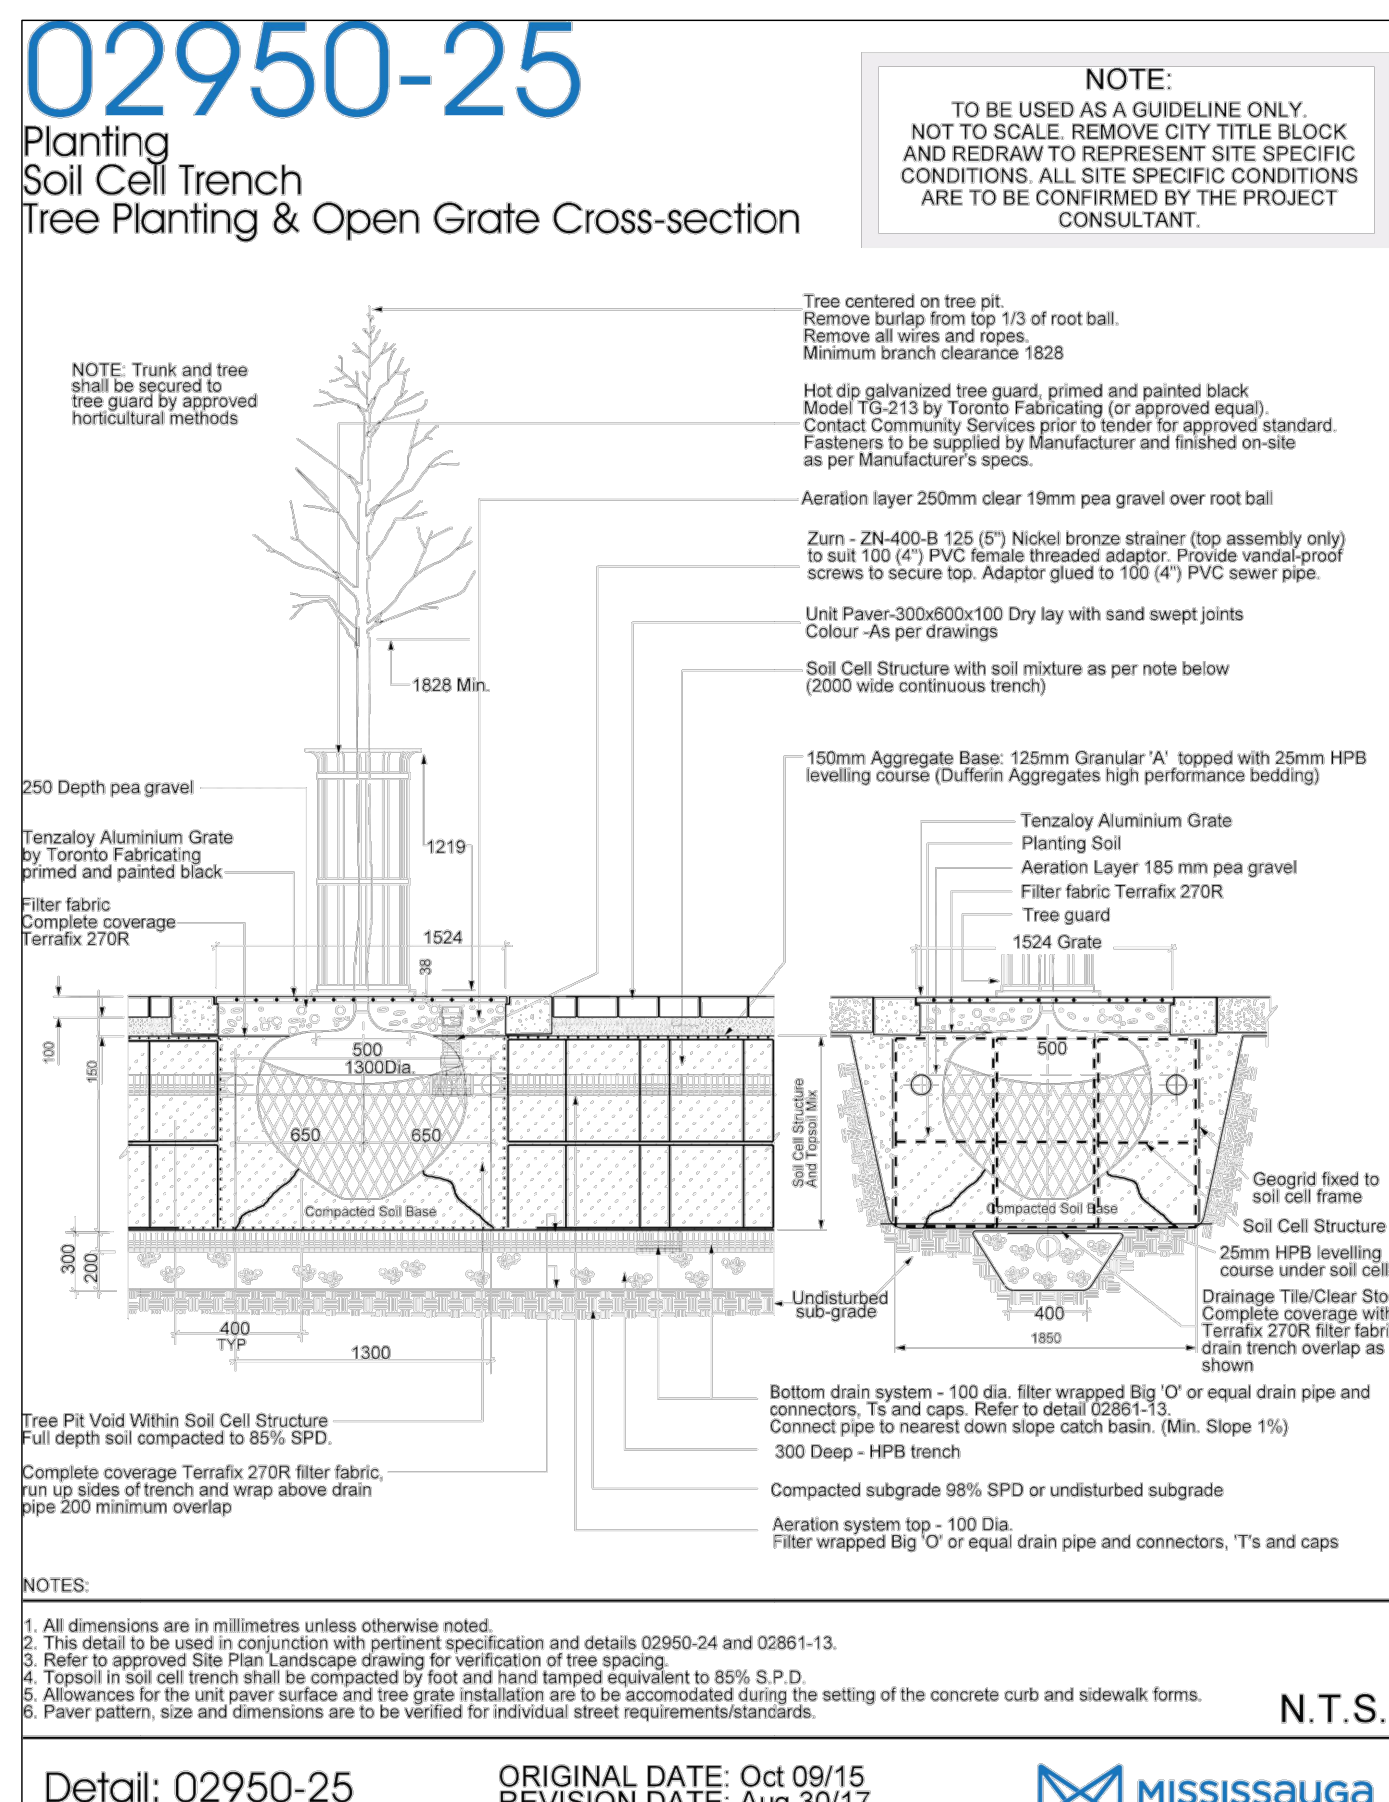 02950-25
Planting
Soil Cell Trench
Tree Planting & Open Grate Cross-section
NOTE:
TO BE USED AS A GUIDELINE ONLY.
NOT TO SCALE. REMOVE CITY TITLE BLOCK
AND REDRAW TO REPRESENT SITE SPECIFIC
CONDITIONS. ALL SITE SPECIFIC CONDITIONS
ARE TO BE CONFIRMED BY THE PROJECT
CONSULTANT.
NOTE: Trunk and tree
shall be secured to
tree guard by approved
horticultural methods
Tree centered on tree pit.
Remove burlap from top 1/3 of root ball.
Remove all wires and ropes.
Minimum branch clearance 1828
Hot dip galvanized tree guard, primed and painted black
Model TG-213 by Toronto Fabricating (or approved equal).
Contact Community Services prior to tender for approved standard.
Fasteners to be supplied by Manufacturer and finished on-site
as per Manufacturer's specs.
Aeration layer 250mm clear 19mm pea gravel over root ball
Zurn - ZN-400-B 125 (5") Nickel bronze strainer (top assembly only)
to suit 100 (4") PVC female threaded adaptor. Provide vandal-proof
screws to secure top. Adaptor glued to 100 (4") PVC sewer pipe.
Unit Paver-300x600x100 Dry lay with sand swept joints
Colour -As per drawings
Soil Cell Structure with soil mixture as per note below
(2000 wide continuous trench)
1828 Min.
150mm Aggregate Base: 125mm Granular 'A' topped with 25mm HPB
levelling course (Dufferin Aggregates high performance bedding)
250 Depth pea gravel
Tenzaloy Aluminium Grate
by Toronto Fabricating
primed and painted black
Filter fabric
Complete coverage
Terrafix 270R
1219
1524
38
Tenzaloy Aluminium Grate
Planting Soil
Aeration Layer 185 mm pea gravel
Filter fabric Terrafix 270R
Tree guard
1524 Grate
100
150
500
1300Dia.
650
650
Compacted Soil Base
Soil Cell Structure
And Topsoil Mix
500
Compacted Soil Base
Geogrid fixed to
soil cell frame
Soil Cell Structure
25mm HPB levelling
course under soil cell
Drainage Tile/Clear Sto
Complete coverage with
Terrafix 270R filter fabri
drain trench overlap as
shown
300
200
Undisturbed
sub-grade
400
TYP
1300
400
1850
Bottom drain system - 100 dia. filter wrapped Big 'O' or equal drain pipe and
connectors, Ts and caps. Refer to detail 02861-13.
Connect pipe to nearest down slope catch basin. (Min. Slope 1%)
300 Deep - HPB trench
Tree Pit Void Within Soil Cell Structure
Full depth soil compacted to 85% SPD.
Complete coverage Terrafix 270R filter fabric,
run up sides of trench and wrap above drain
pipe 200 minimum overlap
Compacted subgrade 98% SPD or undisturbed subgrade
Aeration system top - 100 Dia.
Filter wrapped Big 'O' or equal drain pipe and connectors, 'T's and caps
NOTES:
1. All dimensions are in millimetres unless otherwise noted.
2. This detail to be used in conjunction with pertinent specification and details 02950-24 and 02861-13.
3. Refer to approved Site Plan Landscape drawing for verification of tree spacing.
4. Topsoil in soil cell trench shall be compacted by foot and hand tamped equivalent to 85% S.P.D.
5. Allowances for the unit paver surface and tree grate installation are to be accomodated during the setting of the concrete curb and sidewalk forms.
6. Paver pattern, size and dimensions are to be verified for individual street requirements/standards.
N.T.S.
Detail: 02950-25
ORIGINAL DATE: Oct 09/15
REVISION DATE: Aug 30/17
MISSISSAUGA